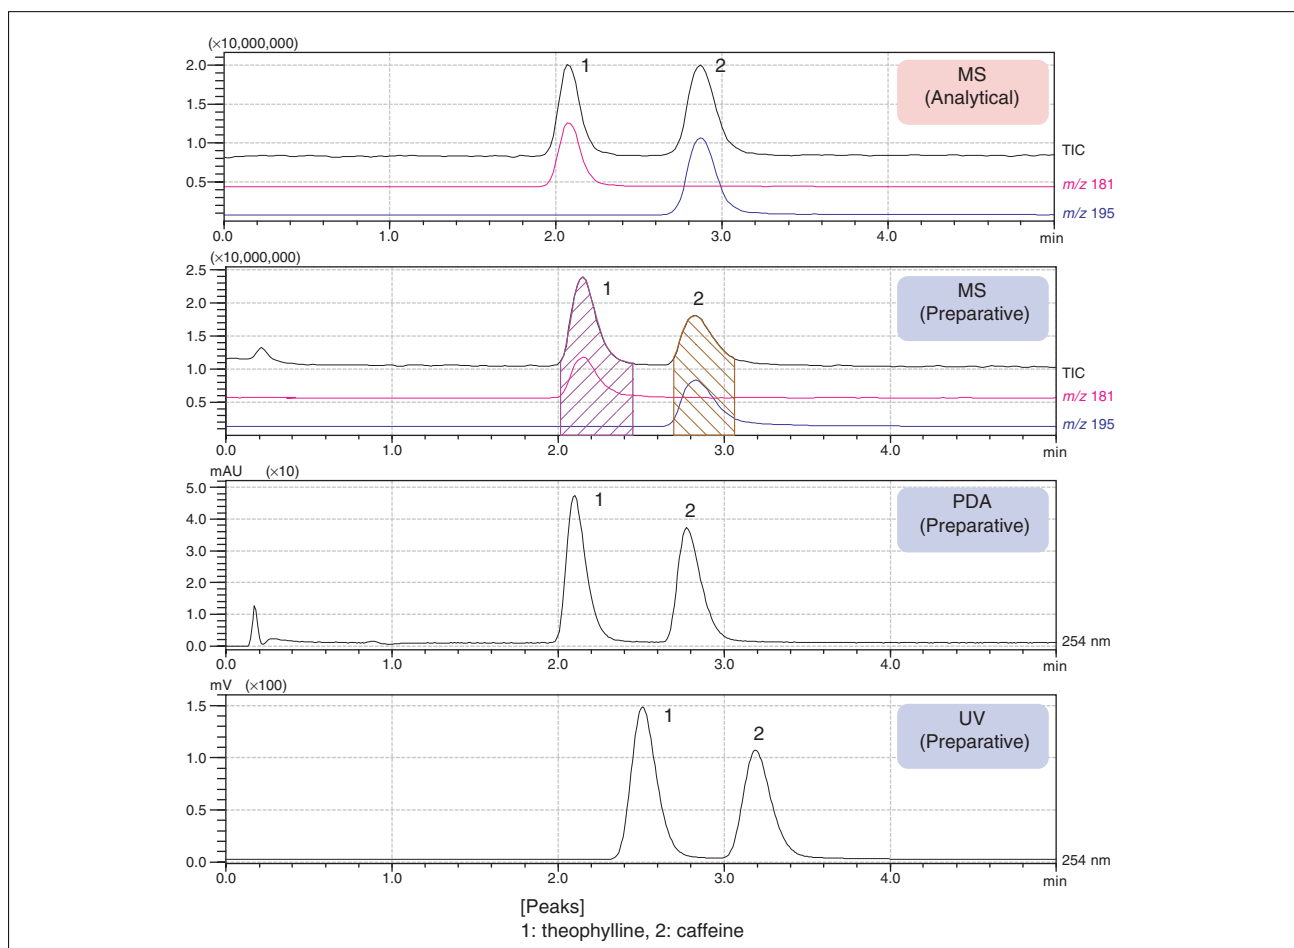 (×10,000,000)
2.0
1.5
1.0
0.5
1
2
MS
(Analytical)
TIC
m/z 181
m/z 195
0.0 1.0 2.0 3.0 4.0 min
(×10,000,000)
2.5
2.0
1.5
1.0
0.5
1
2
MS
(Preparative)
TIC
m/z 181
m/z 195
0.0 1.0 2.0 3.0 4.0 min
mAU (×10)
5.0
4.0
3.0
2.0
1.0
0.0
1
2
PDA
(Preparative)
254 nm
0.0 1.0 2.0 3.0 4.0 min
mV (×100)
1.5
1.0
0.5
0.0
1
2
UV
(Preparative)
254 nm
0.0 1.0 2.0 3.0 4.0 min
[Peaks]
1: theophylline, 2: caffeine